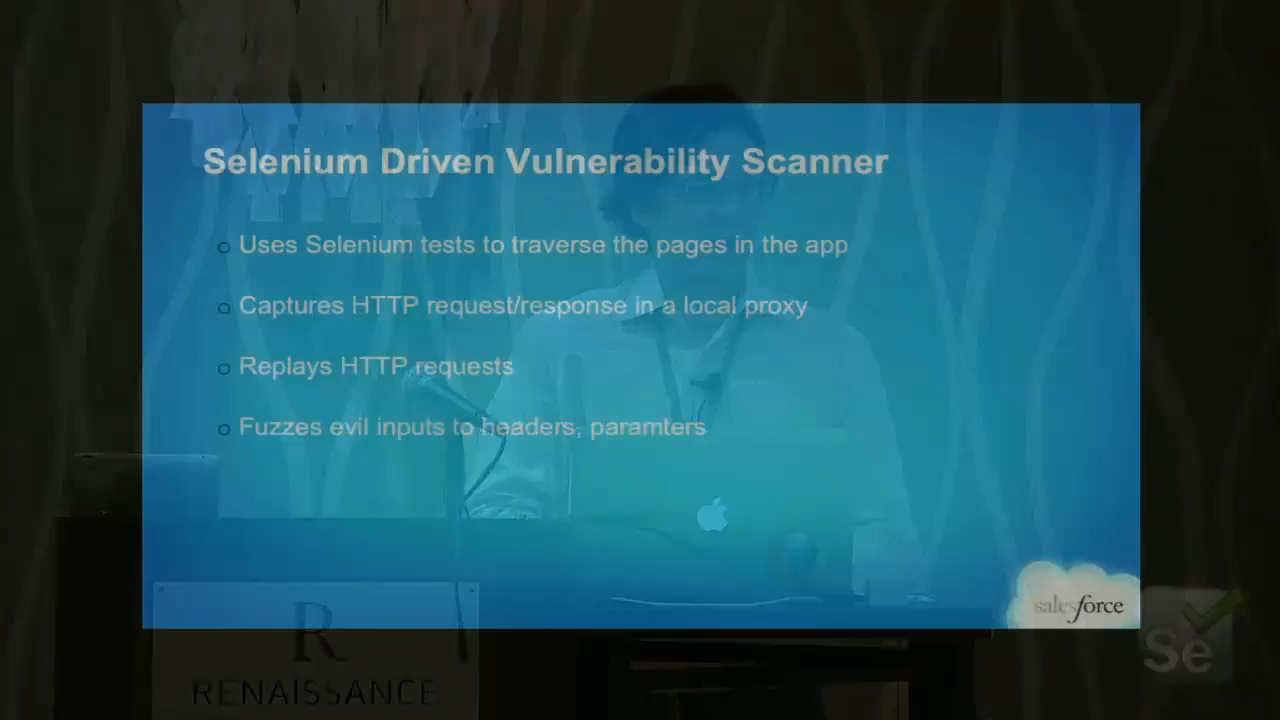 Selenium Driven Vulnerability Scanner
Uses Selenium tests to traverse the pages in the app
Captures HTTP request/response in a local proxy
Replays HTTP requests
Fuzzes evil inputs to headers, paramters
salesforce
Se
R
RENAISSANCE